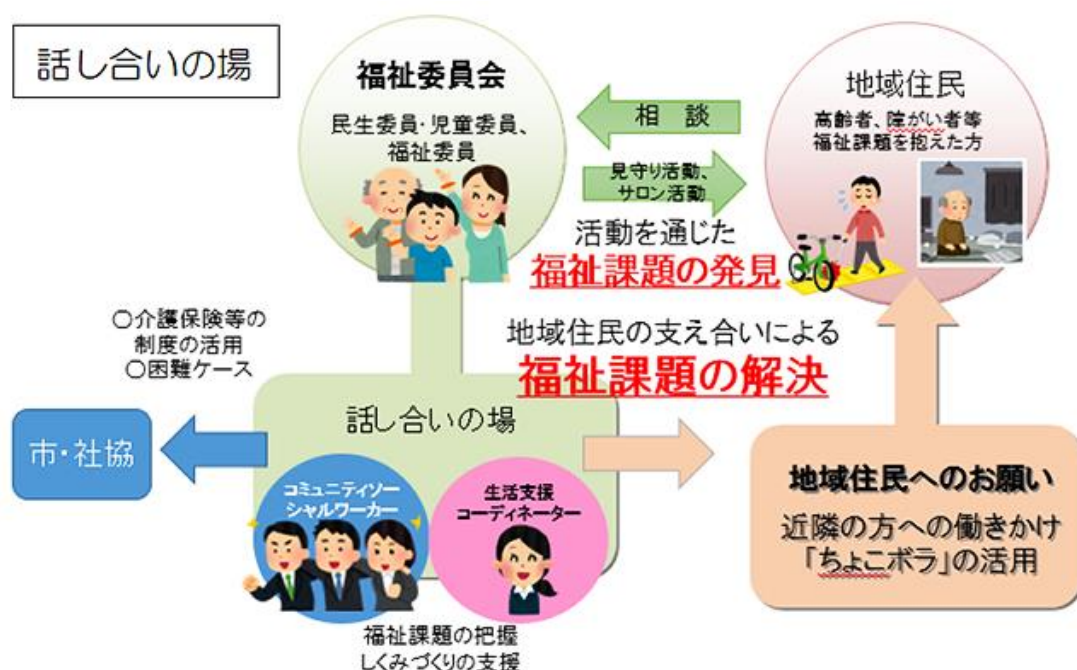 話し合いの場
福祉委員会
民生委員・児童委員、
福祉委員
相　談
見守り活動、
サロン活動
地域住民
高齢者、障がい者等
福祉課題を抱えた方
活動を通じた
福祉課題の発見
地域住民の支え合いによる
福祉課題の解決
○介護保険等の
制度の活用
○困難ケース
市・社協
話し合いの場
コミュニティソー
シャルワーカー
生活支援
コーディネーター
福祉課題の把握
しくみづくりの支援
地域住民へのお願い
近隣の方への働きかけ
「ちょこボラ」の活用